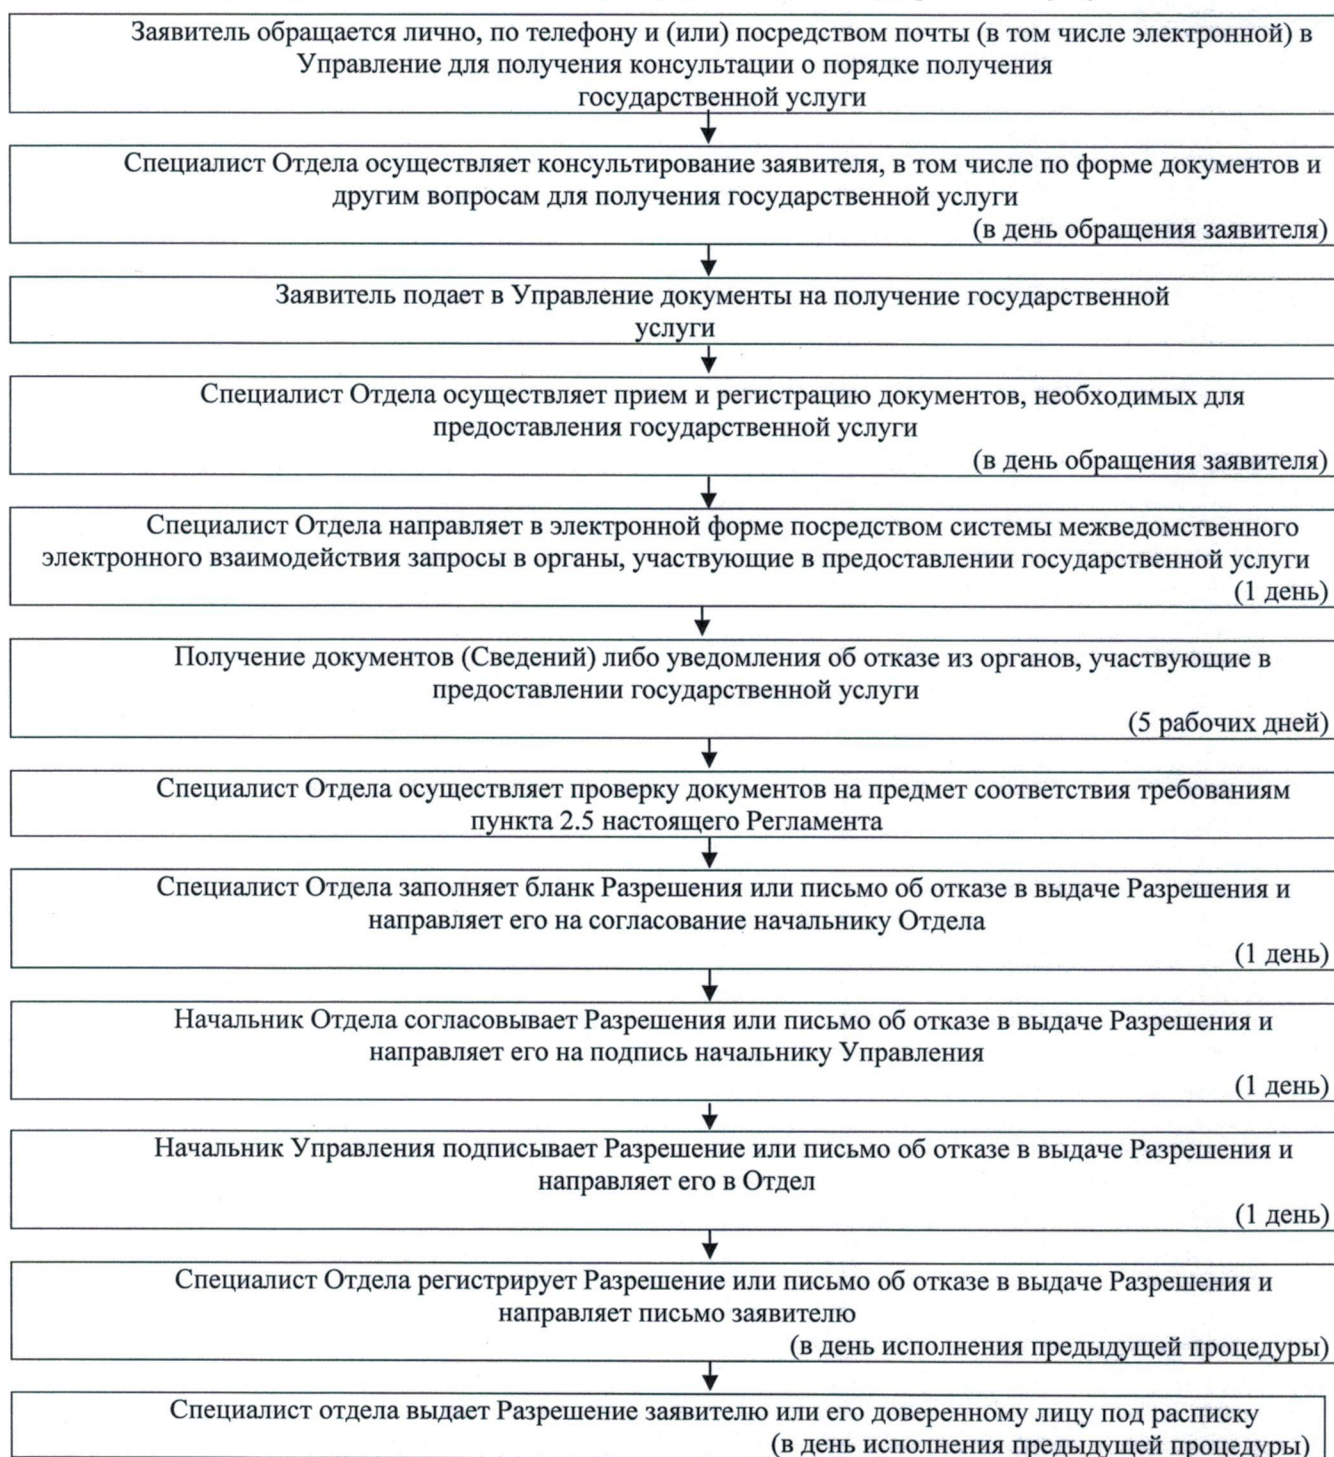 Заявитель обращается лично, по телефону и (или) посредством почты (в том числе электронной) в
Управление для получения консультации о порядке получения
государственной услуги
Специалист Отдела осуществляет консультирование заявителя, в том числе по форме документов и
другим вопросам для получения государственной услуги
(в день обращения заявителя)
Заявитель подает в Управление документы на получение государственной
услуги
Специалист Отдела осуществляет прием и регистрацию документов, необходимых для
предоставления государственной услуги
(в день обращения заявителя)
Специалист Отдела направляет в электронной форме посредством системы межведомственного
электронного взаимодействия запросы в органы, участвующие в предоставлении государственной услуги
(1 день)
Получение документов (Сведений) либо уведомления об отказе из органов, участвующие в
предоставлении государственной услуги
(5 рабочих дней)
Специалист Отдела осуществляет проверку документов на предмет соответствия требованиям
пункта 2.5 настоящего Регламента
Специалист Отдела заполняет бланк Разрешения или письмо об отказе в выдаче Разрешения и
направляет его на согласование начальнику Отдела
(1 день)
Начальник Отдела согласовывает Разрешения или письмо об отказе в выдаче Разрешения и
направляет его на подпись начальнику Управления
(1 день)
Начальник Управления подписывает Разрешение или письмо об отказе в выдаче Разрешения и
направляет его в Отдел
(1 день)
Специалист Отдела регистрирует Разрешение или письмо об отказе в выдаче Разрешения и
направляет письмо заявителю
(в день исполнения предыдущей процедуры)
Специалист отдела выдает Разрешение заявителю или его доверенному лицу под расписку
(в день исполнения предыдущей процедуры)